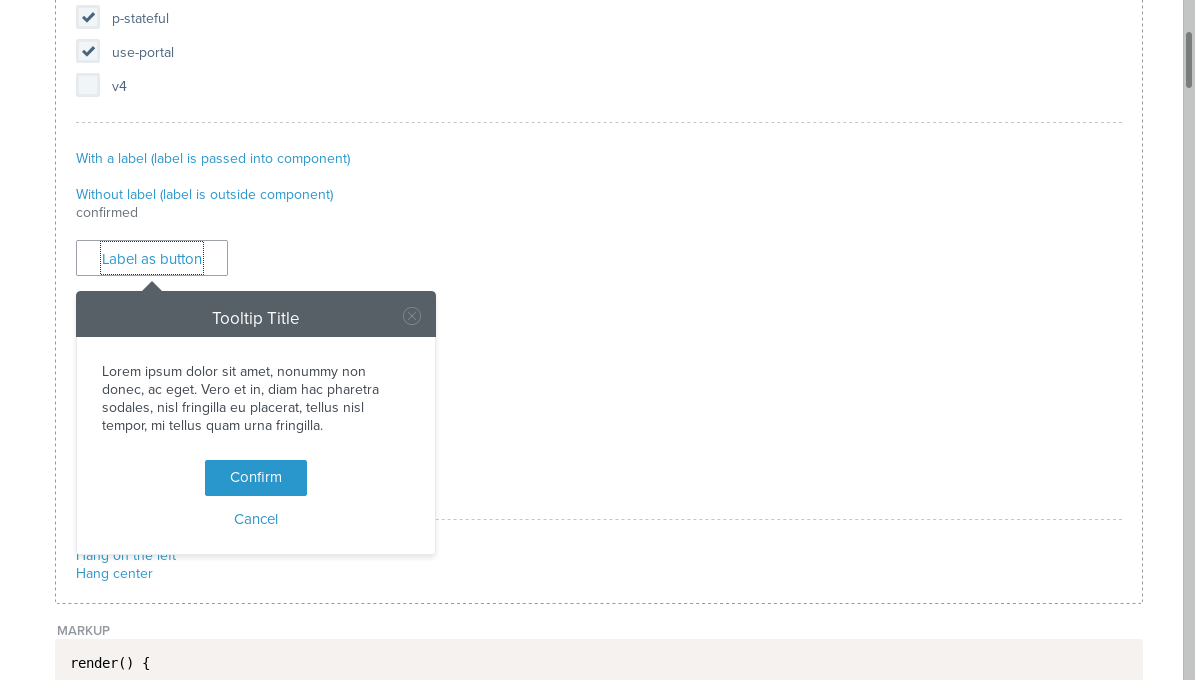 p-stateful
use-portal
v4
With a label (label is passed into component)
Without label (label is outside component)
confirmed
Label as button
Tooltip Title
Lorem ipsum dolor sit amet, nonummy non
donec, ac eget. Vero et in, diam hac pharetra
sodales, nisl fringilla eu placerat, tellus nisl
tempor, mi tellus quam urna fringilla.
Confirm
Cancel
Hang on the left
Hang center
MARKUP
render() {